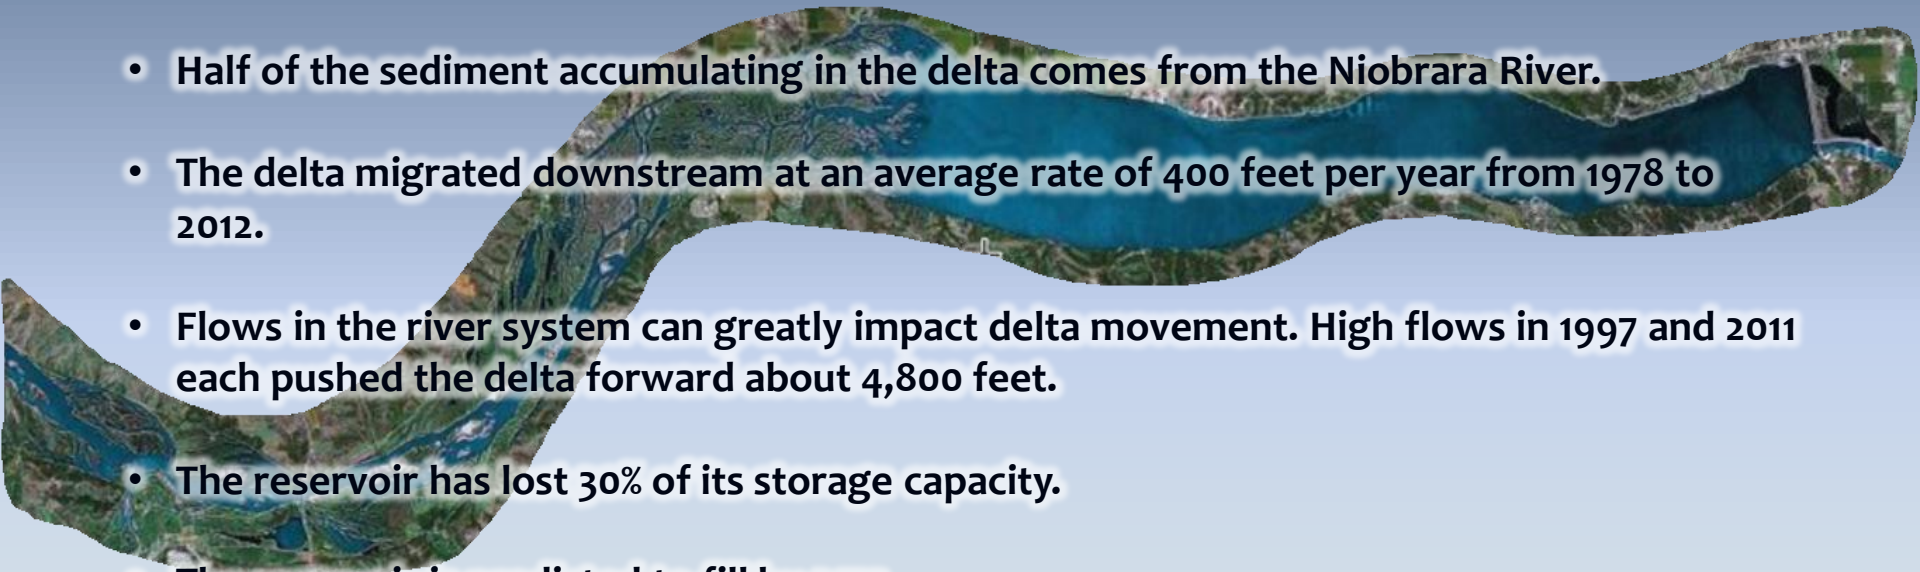 • Half of the sediment accumulating in the delta comes from the Niobrara River.
• The delta migrated downstream at an average rate of 400 feet per year from 1978 to
2012.
• Flows in the river system can greatly impact delta movement. High flows in 1997 and 2011
each pushed the delta forward about 4,800 feet.
• The reservoir has lost 30% of its storage capacity.